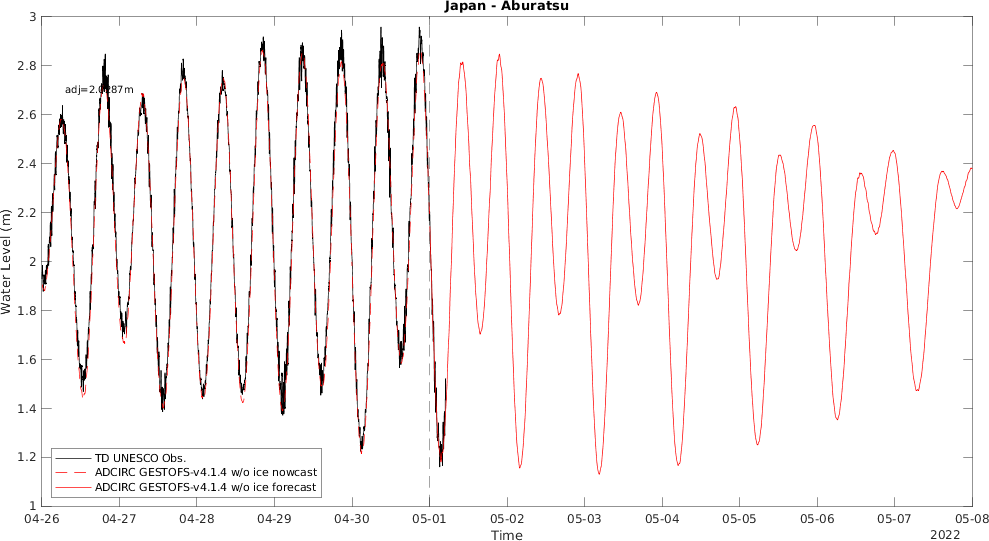 Japan - Aburatsu
3
2.8
2.6
2.4
2.2
2
1.8
1.6
1.4
1.2
1
Water Level (m)
adj=2.0287m
TD UNESCO Obs.
ADCIRC GESTOFS-v4.1.4 w/o ice nowcast
ADCIRC GESTOFS-v4.1.4 w/o ice forecast
04-26 04-27 04-28 04-29 04-30 05-01 05-02 05-03 05-04 05-05 05-06 05-07 05-08
Time
2022